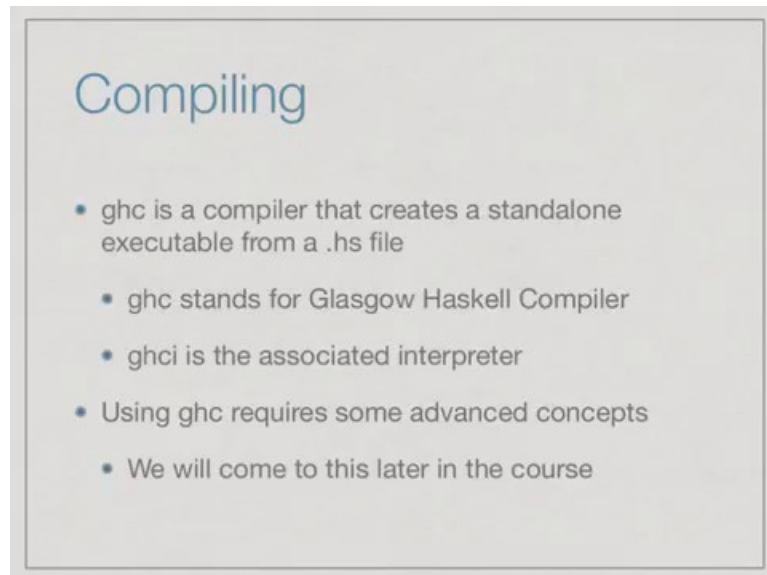 Compiling
ghc is a compiler that creates a standalone
executable from a .hs file
ghc stands for Glasgow Haskell Compiler
ghci is the associated interpreter
Using ghc requires some advanced concepts
We will come to this later in the course